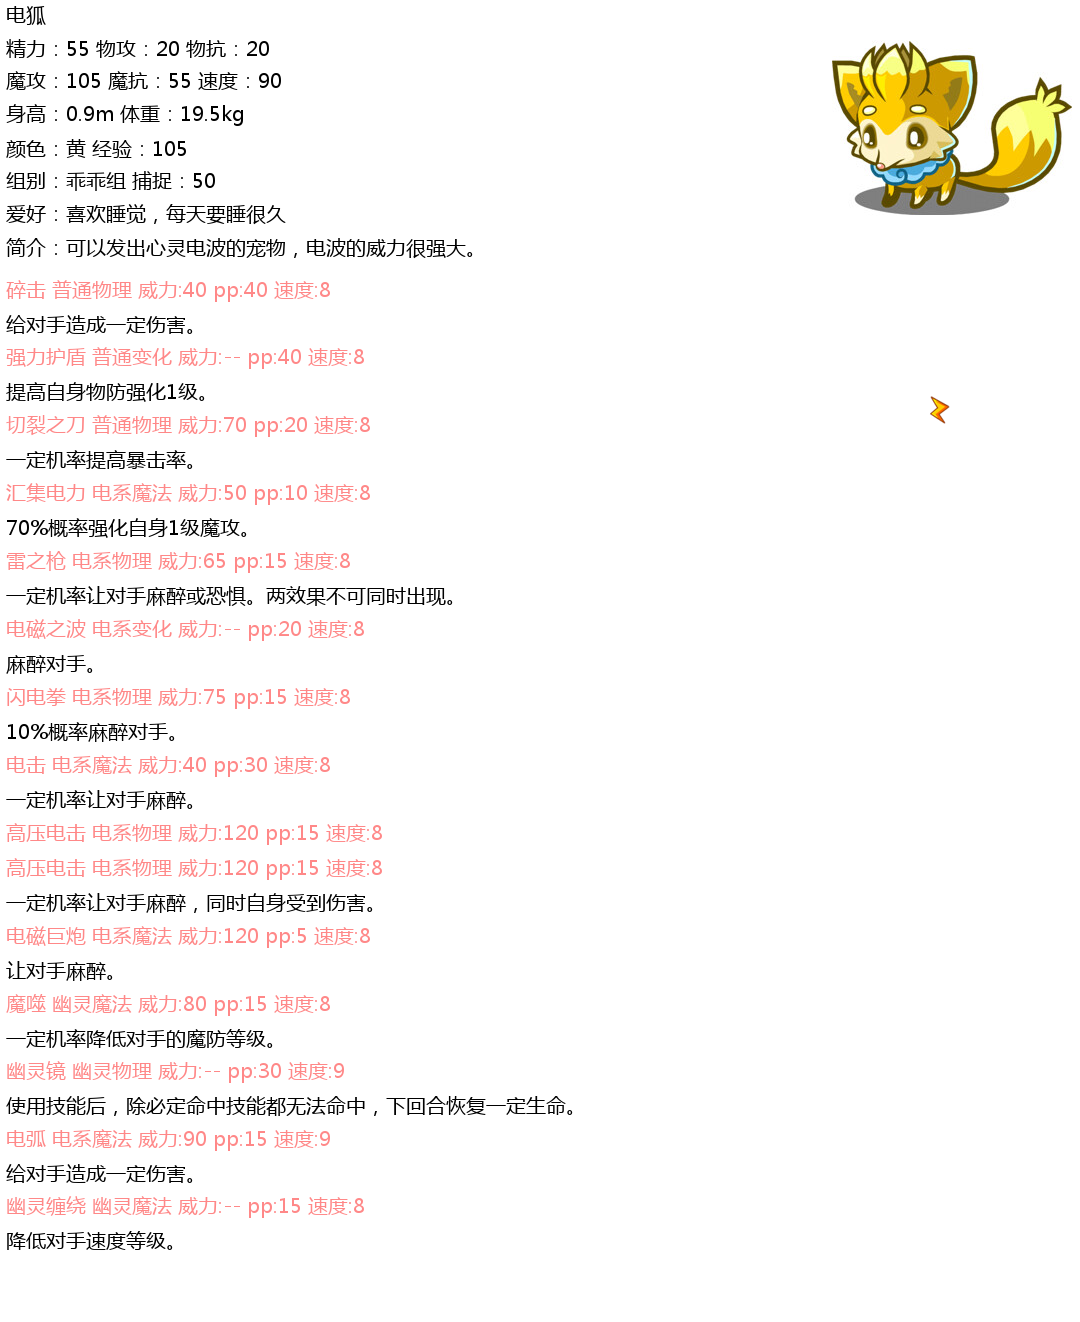 电狐
精力：55 物攻：20 物抗：20
魔攻：105 魔抗：55 速度：90
身高：0.9m 体重：19.5kg
颜色：黄 经验：105
组别：乖乖组 捕捉：50
爱好：喜欢睡觉，每天要睡很久
简介：可以发出心灵电波的宠物，电波的威力很强大。
碎击 普通物理 威力:40 pp:40 速度:8
给对手造成一定伤害。
强力护盾 普通变化 威力:-- pp:40 速度:8
提高自身物防强化1级。
切裂之刀 普通物理 威力:70 pp:20 速度:8
一定机率提高暴击率。
汇集电力 电系魔法 威力:50 pp:10 速度:8
70%概率强化自身1级魔攻。
雷之枪 电系物理 威力:65 pp:15 速度:8
一定机率让对手麻醉或恐惧。两效果不可同时出现。
电磁之波 电系变化 威力:-- pp:20 速度:8
麻醉对手。
闪电拳 电系物理 威力:75 pp:15 速度:8
10%概率麻醉对手。
电击 电系魔法 威力:40 pp:30 速度:8
一定机率让对手麻醉。
高压电击 电系物理 威力:120 pp:15 速度:8
高压电击 电系物理 威力:120 pp:15 速度:8
一定机率让对手麻醉，同时自身受到伤害。
电磁巨炮 电系魔法 威力:120 pp:5 速度:8
让对手麻醉。
魔噬 幽灵魔法 威力:80 pp:15 速度:8
一定机率降低对手的魔防等级。
幽灵镜 幽灵物理 威力:-- pp:30 速度:9
使用技能后，除必定命中技能都无法命中，下回合恢复一定生命。
电弧 电系魔法 威力:90 pp:15 速度:9
给对手造成一定伤害。
幽灵缠绕 幽灵魔法 威力:-- pp:15 速度:8
降低对手速度等级。